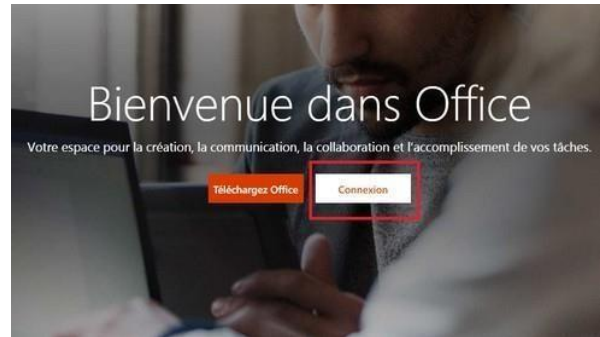 Bienvenue dans Office
Votre espace pour la création, la communication, la collaboration et l'accomplissement de vos tâches.
Téléchargez Office
Connexion